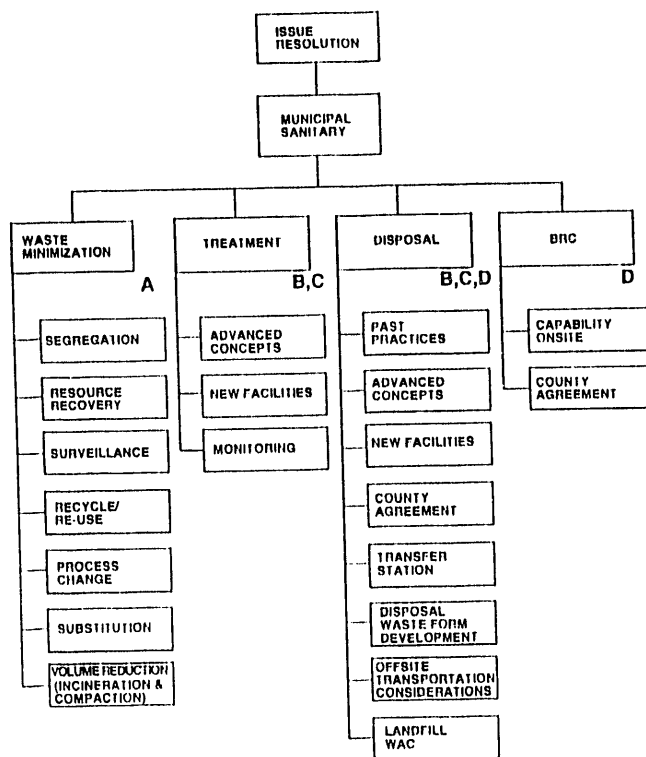 ISSUE
RESOLUTION
MUNICIPAL
SANITARY
WASTE
MINIMIZATION
A
SEGREGATION
RESOURCE
RECOVERY
SURVEILLANCE
RECYCLE/
RE-USE
PROCESS
CHANGE
SUBSTITUTION
VOLUME REDUCTION
(INCINERATION &
COMPACTION)
TREATMENT
B,C
ADVANCED
CONCEPTS
NEW FACILITIES
MONITORING
DISPOSAL
B,C,D
PAST
PRACTICES
ADVANCED
CONCEPTS
NEW FACILITIES
COUNTY
AGREEMENT
TRANSFER
STATION
DISPOSAL
WASTE FORM
DEVELOPMENT
OFFSITE
TRANSPORTATION
CONSIDERATIONS
LANDFILL
WAC
BRC
D
CAPABILITY
ONSITE
COUNTY
AGREEMENT